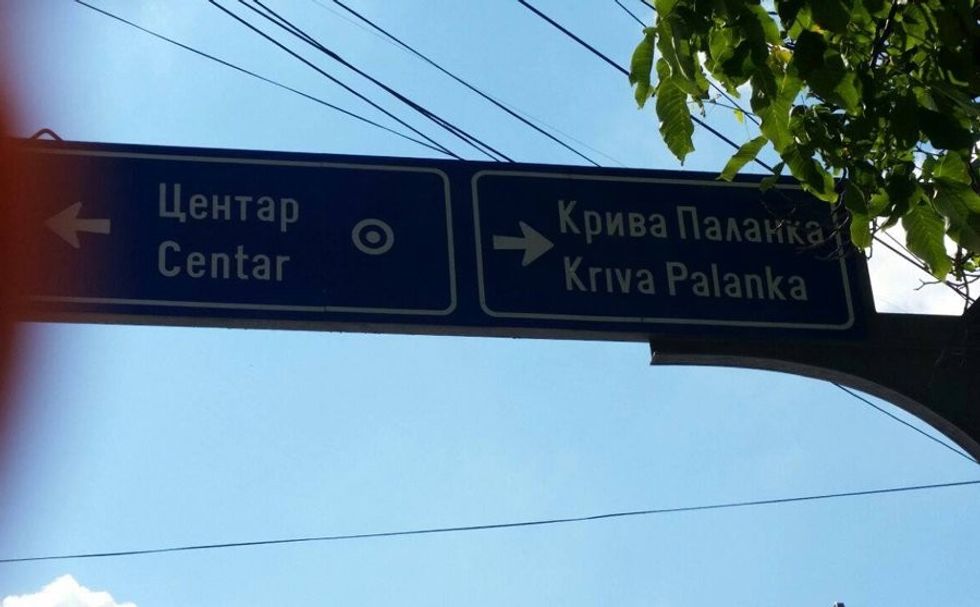 Центар
Centar
Крива Паланка
Kriva Palanka